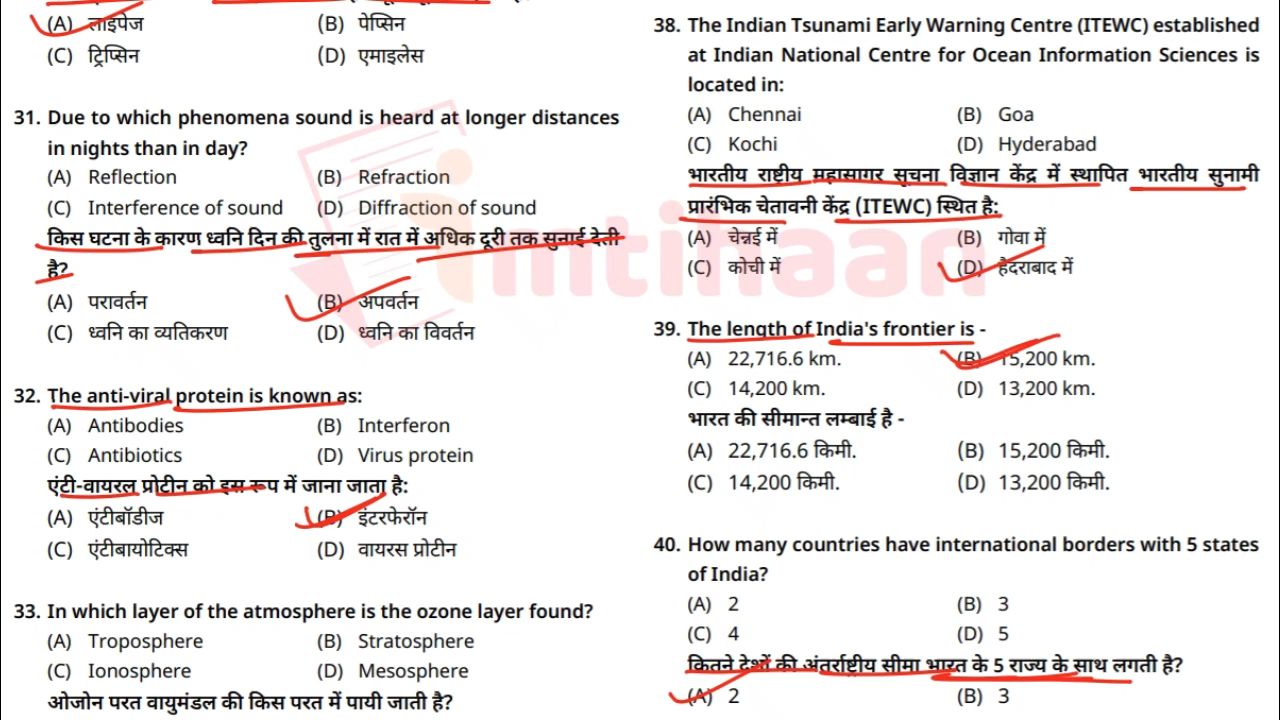 (A) लाइपेज (B) पेप्सिन
(C) ट्रिप्सिन (D) एमाइलेस
31. Due to which phenomena sound is heard at longer distances
in nights than in day?
(A) Reflection (B) Refraction
(C) Interference of sound (D) Diffraction of sound
किस घटना के कारण ध्वनि दिन की तुलना में रात में अधिक दूरी तक सुनाई देती
है?
(A) परावर्तन (B) अपवर्तन
(C) ध्वनि का व्यतिकरण (D) ध्वनि का विवर्तन
32. The anti-viral protein is known as:
(A) Antibodies (B) Interferon
(C) Antibiotics (D) Virus protein
एंटी-वायरल प्रोटीन को इस रूप में जाना जाता है:
(A) एंटीबॉडीज (B) इंटरफेरॉन
(C) एंटीबायोटिक्स (D) वायरस प्रोटीन
33. In which layer of the atmosphere is the ozone layer found?
(A) Troposphere (B) Stratosphere
(C) Ionosphere (D) Mesosphere
ओजोन परत वायुमंडल की किस परत में पायी जाती है?
38. The Indian Tsunami Early Warning Centre (ITEWC) established
at Indian National Centre for Ocean Information Sciences is
located in:
(A) Chennai (B) Goa
(C) Kochi (D) Hyderabad
भारतीय राष्ट्रीय महासागर सूचना विज्ञान केंद्र में स्थापित भारतीय सुनामी
प्रारंभिक चेतावनी केंद्र (ITEWC) स्थित है:
(A) चेन्नई में (B) गोवा में
(C) कोची में (D) हैदराबाद में
39. The length of India's frontier is -
(A) 22,716.6 km. (B) 15,200 km.
(C) 14,200 km. (D) 13,200 km.
भारत की सीमान्त लम्बाई है -
(A) 22,716.6 किमी. (B) 15,200 किमी.
(C) 14,200 किमी. (D) 13,200 किमी.
40. How many countries have international borders with 5 states
of India?
(A) 2 (B) 3
(C) 4 (D) 5
कितने देशों की अंतर्राष्ट्रीय सीमा भारत के 5 राज्य के साथ लगती है?
(A) 2 (B) 3
imtihaan